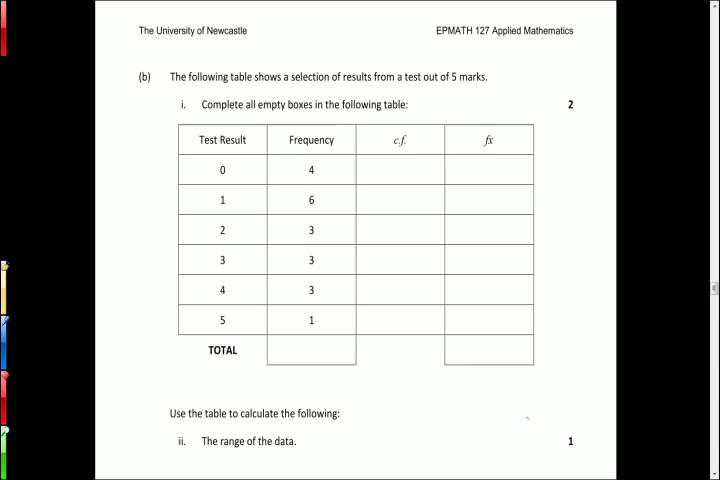 The University of Newcastle EPMATH 127 Applied Mathematics
(b) The following table shows a selection of results from a test out of 5 marks.
i. Complete all empty boxes in the following table: 2
Test Result Frequency c.f. fx
0 4
1 6
2 3
3 3
4 3
5 1
TOTAL
Use the table to calculate the following:
ii. The range of the data. 1